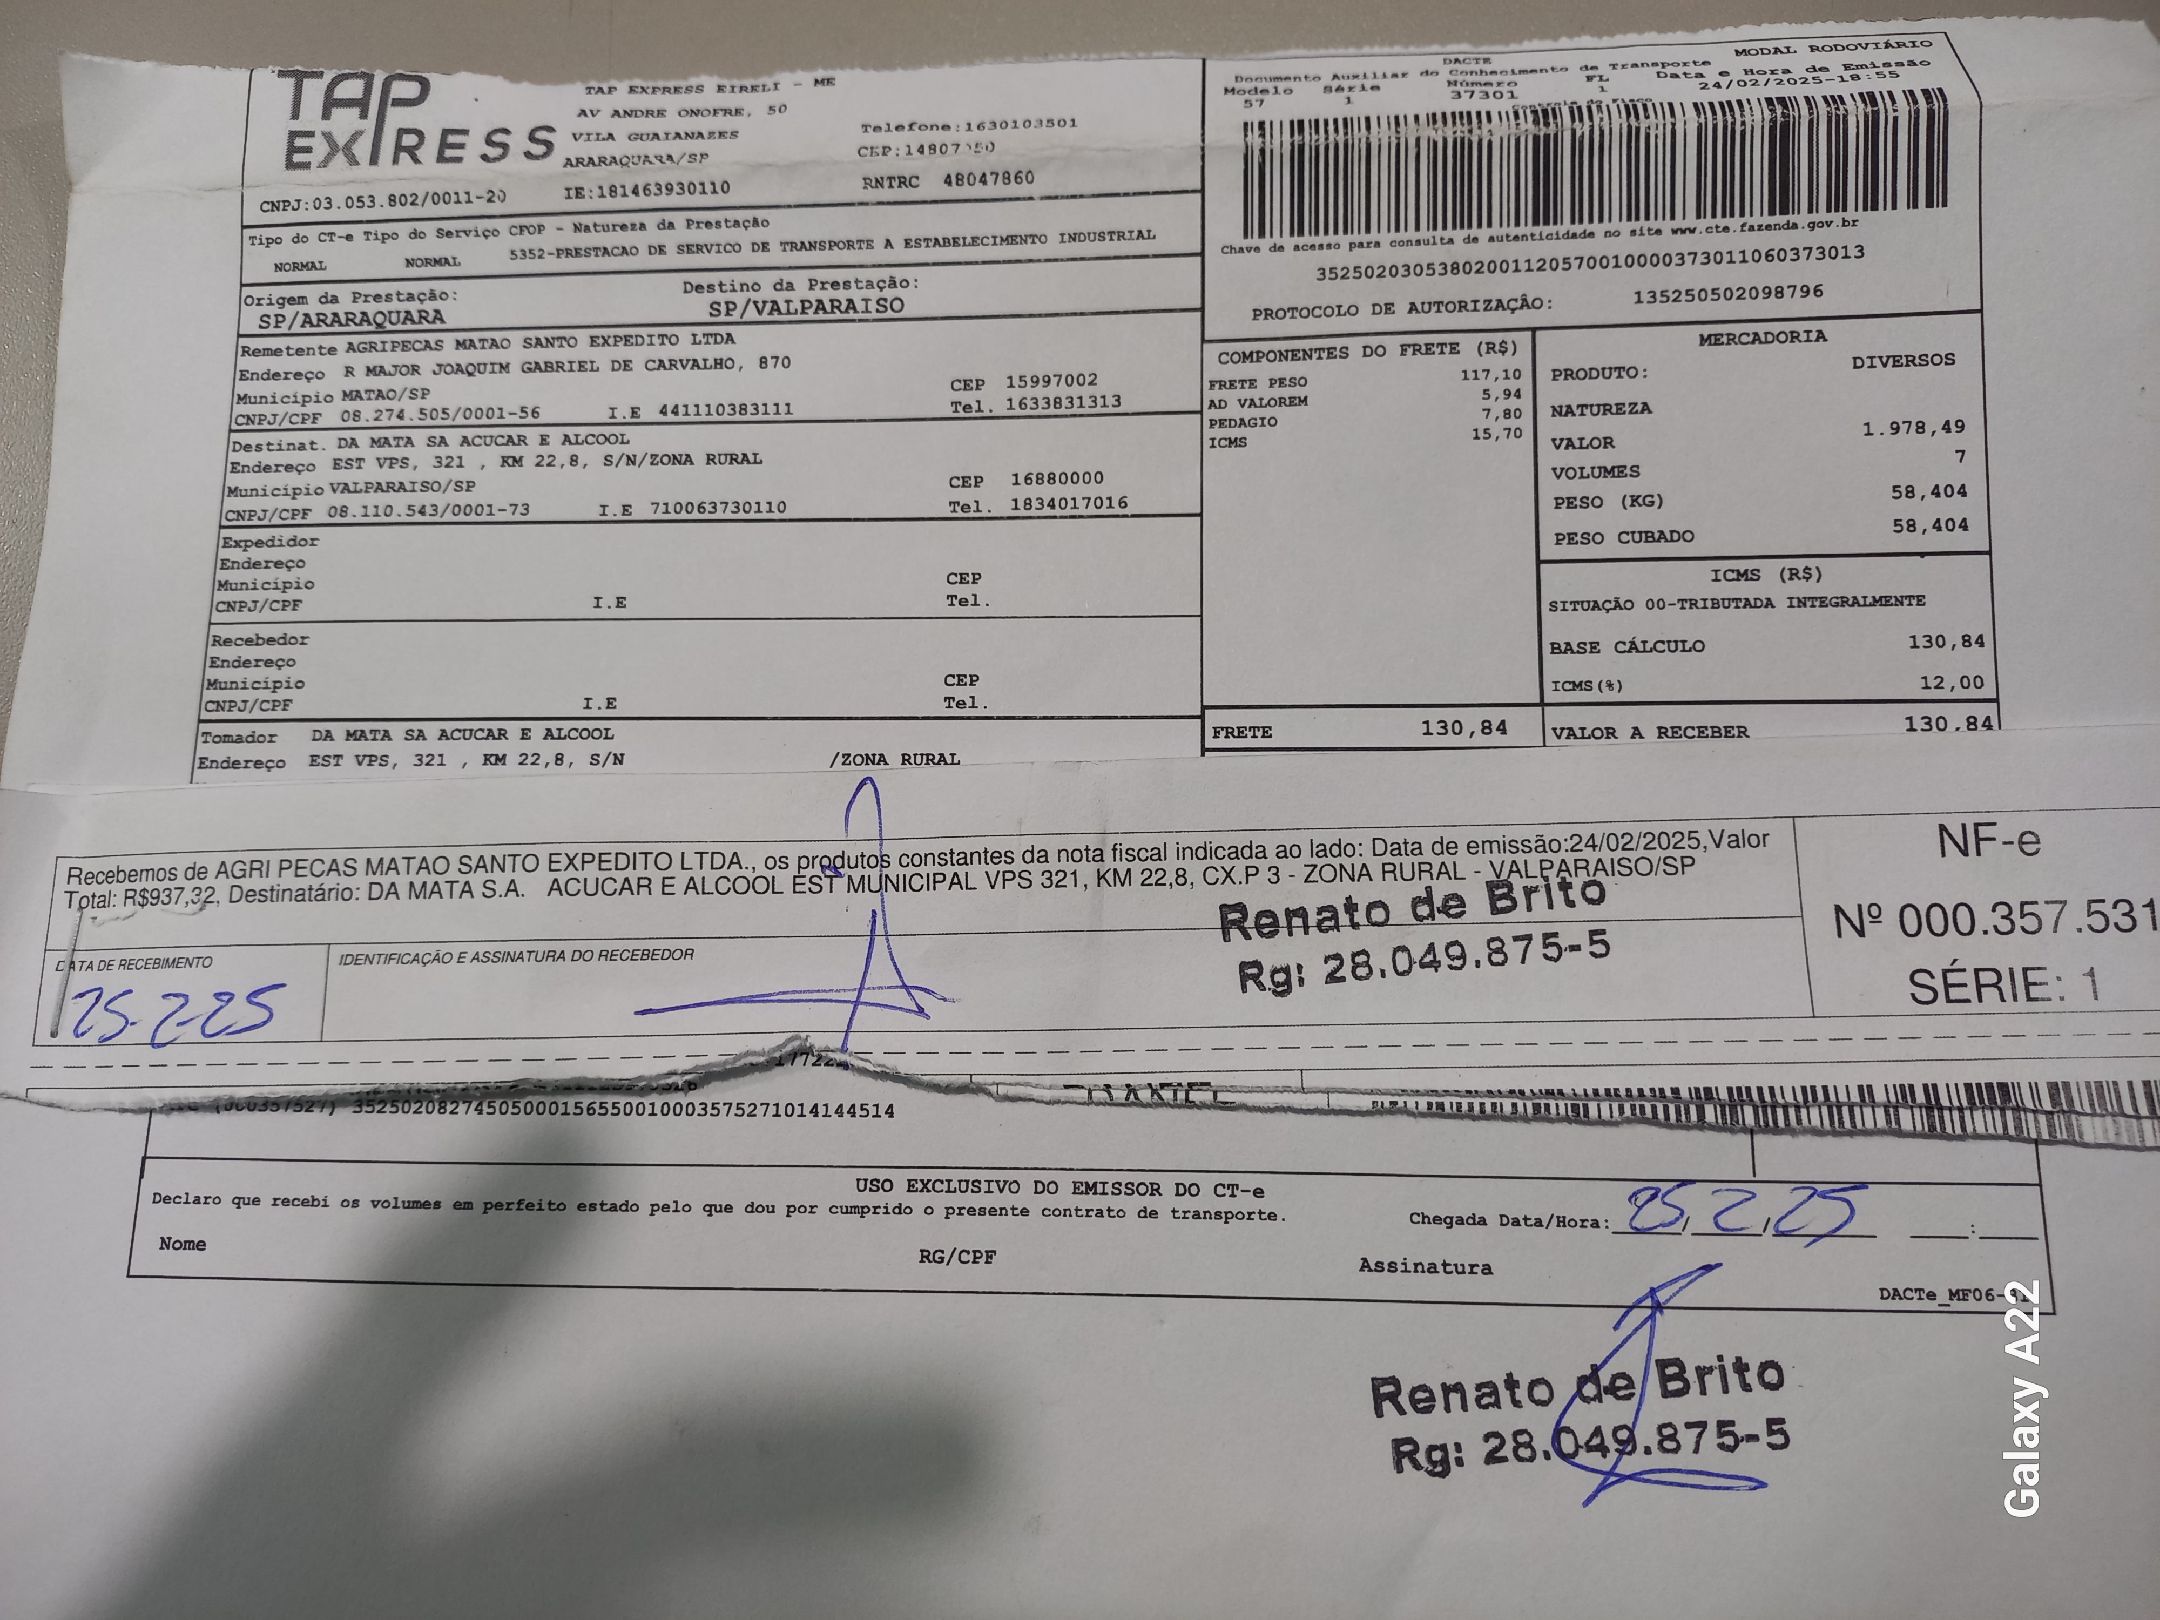 TAP EXPRESS
TAP EXPRESS EIRELI - ME
AV ANDRE ONOFRE, 50
VILA GUAIANAZES
ARARAQUARA/SP
Telefone:1630103501
CNPJ:03.053.802/0011-20 IE:181463930110 RNTRC 48047860
DACTE MODAL RODOVIÁRIO
Documento Auxiliar do Conhecimento de Transporte
Modelo Série Número FL Data e Hora de Emissão
57 1 37301 1 24/02/2025-18:55
Controle do Fisco
Chave de acesso para consulta de autenticidade no site www.cte.fazenda.gov.br
35250203053802001120570010000373011060373013
PROTOCOLO DE AUTORIZAÇÃO: 135250502098796
Tipo do CT-e Tipo do Serviço CFOP - Natureza da Prestação
NORMAL NORMAL 5352-PRESTACAO DE SERVICO DE TRANSPORTE A ESTABELECIMENTO INDUSTRIAL
Origem da Prestação: Destino da Prestação:
SP/ARARAQUARA SP/VALPARAISO
Remetente AGRIPECAS MATAO SANTO EXPEDITO LTDA
Endereço R MAJOR JOAQUIM GABRIEL DE CARVALHO, 870
Município MATAO/SP CEP 15997002
CNPJ/CPF 08.274.505/0001-56 I.E 441110383111 Tel. 1633831313
Destinat. DA MATA SA ACUCAR E ALCOOL
Endereço EST VPS, 321 , KM 22,8, S/N/ZONA RURAL
Município VALPARAISO/SP CEP 16880000
CNPJ/CPF 08.110.543/0001-73 I.E 710063730110 Tel. 1834017016
Expedidor
Endereço
Município CEP
CNPJ/CPF I.E Tel.
Recebedor
Endereço
Município CEP
CNPJ/CPF I.E Tel.
Tomador DA MATA SA ACUCAR E ALCOOL
Endereço EST VPS, 321 , KM 22,8, S/N /ZONA RURAL
COMPONENTES DO FRETE (R$)
FRETE PESO 117,10
AD VALOREM 5,94
PEDAGIO 7,80
ICMS 15,70
FRETE 130,84
MERCADORIA
PRODUTO: DIVERSOS
NATUREZA
VALOR 1.978,49
VOLUMES 7
PESO (KG) 58,404
PESO CUBADO 58,404
ICMS (R$)
SITUAÇÃO 00-TRIBUTADA INTEGRALMENTE
BASE CÁLCULO 130,84
ICMS(%) 12,00
VALOR A RECEBER 130,84
Recebemos de AGRI PECAS MATAO SANTO EXPEDITO LTDA., os produtos constantes da nota fiscal indicada ao lado: Data de emissão:24/02/2025,Valor
Total: R$937,32, Destinatário: DA MATA S.A. ACUCAR E ALCOOL EST MUNICIPAL VPS 321, KM 22,8, CX.P 3 - ZONA RURAL - VALPARAISO/SP
NF-e
Nº 000.357.531
SÉRIE: 1
Renato de Brito
Rg: 28.049.875-5
DATA DE RECEBIMENTO IDENTIFICAÇÃO E ASSINATURA DO RECEBEDOR
25-2-25
(000357527) 35250208274505000156550010003575271014144514
USO EXCLUSIVO DO EMISSOR DO CT-e
Declaro que recebi os volumes em perfeito estado pelo que dou por cumprido o presente contrato de transporte.
Chegada Data/Hora: 25/2/25 :
Nome RG/CPF Assinatura
Renato de Brito
Rg: 28.049.875-5
Galaxy A22